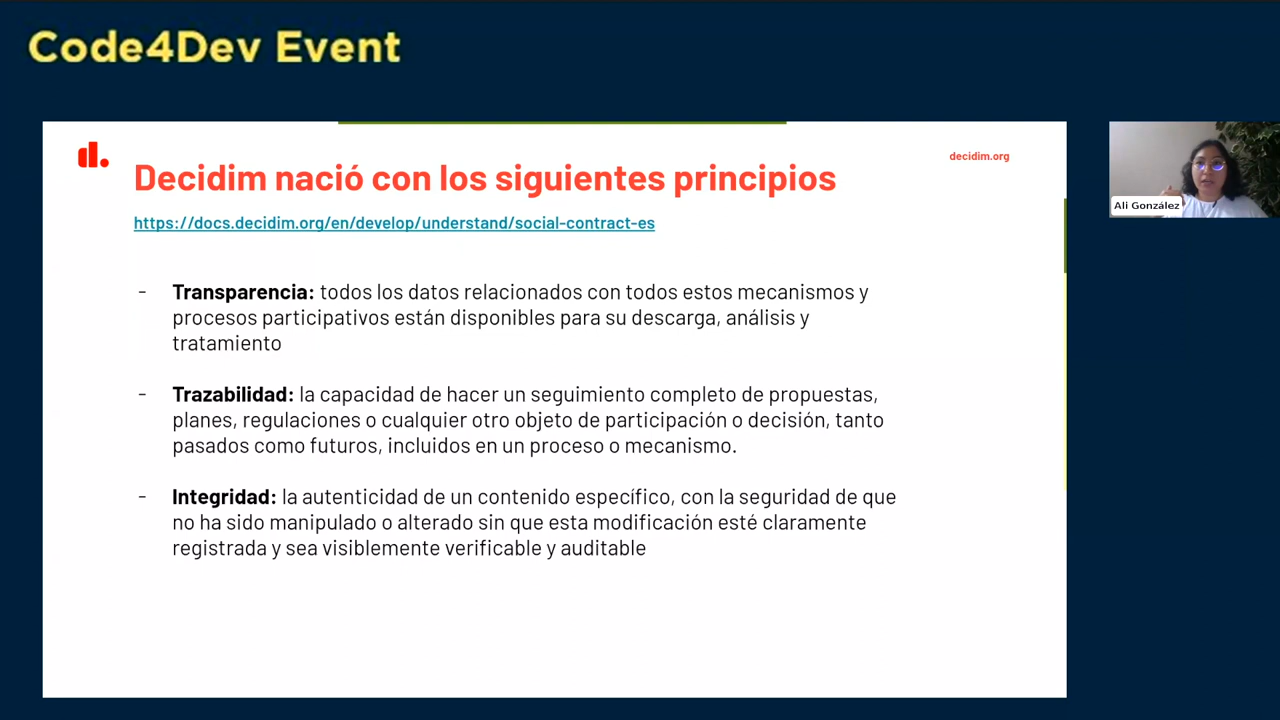 Code4Dev Event
decidim.org
Decidim nació con los siguientes principios
https://docs.decidim.org/en/develop/understand/social-contract-es
- Transparencia: todos los datos relacionados con todos estos mecanismos y
procesos participativos están disponibles para su descarga, análisis y
tratamiento
- Trazabilidad: la capacidad de hacer un seguimiento completo de propuestas,
planes, regulaciones o cualquier otro objeto de participación o decisión, tanto
pasados como futuros, incluidos en un proceso o mecanismo.
- Integridad: la autenticidad de un contenido específico, con la seguridad de que
no ha sido manipulado o alterado sin que esta modificación esté claramente
registrada y sea visiblemente verificable y auditable
Ali González